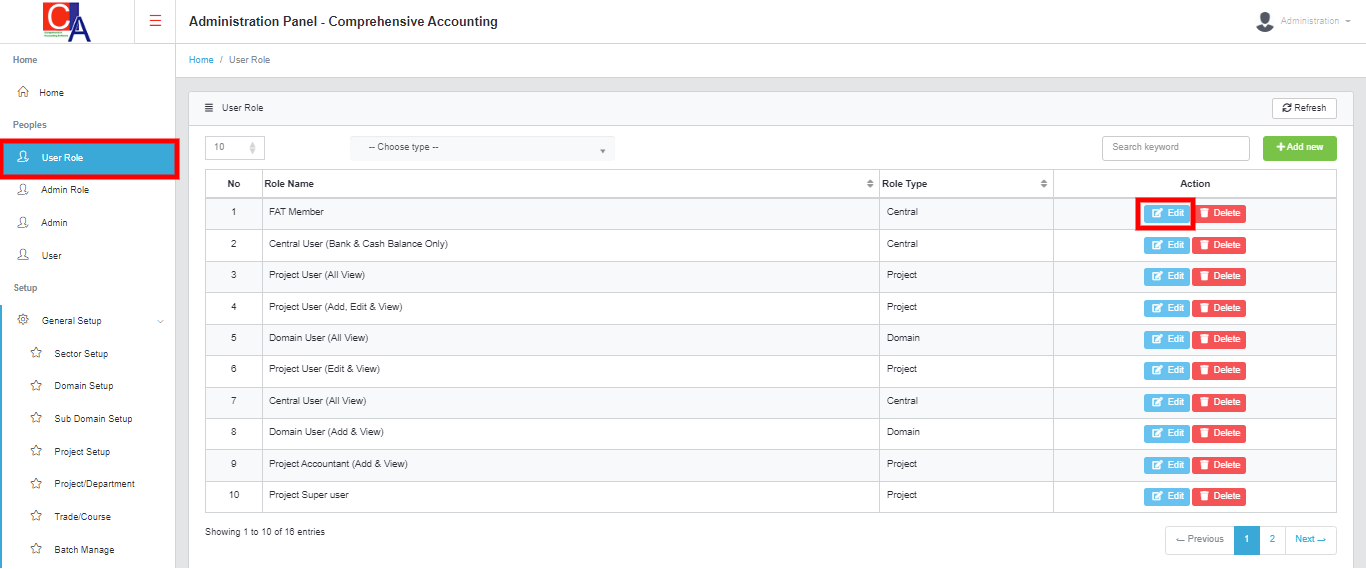 CA
Administration Panel - Comprehensive Accounting
Administration
Home
Home / User Role
Home
Peoples
User Role
Admin Role
Admin
User
Setup
General Setup
Sector Setup
Domain Setup
Sub Domain Setup
Project Setup
Project/Department
Trade/Course
Batch Manage
User Role
Refresh
10
-- Choose type --
Search keyword
+ Add new
No Role Name Role Type Action
1 FAT Member Central Edit Delete
2 Central User (Bank & Cash Balance Only) Central Edit Delete
3 Project User (All View) Project Edit Delete
4 Project User (Add, Edit & View) Project Edit Delete
5 Domain User (All View) Domain Edit Delete
6 Project User (Edit & View) Project Edit Delete
7 Central User (All View) Central Edit Delete
8 Domain User (Add & View) Domain Edit Delete
9 Project Accountant (Add & View) Project Edit Delete
10 Project Super user Project Edit Delete
Showing 1 to 10 of 16 entries
Previous 1 2 Next